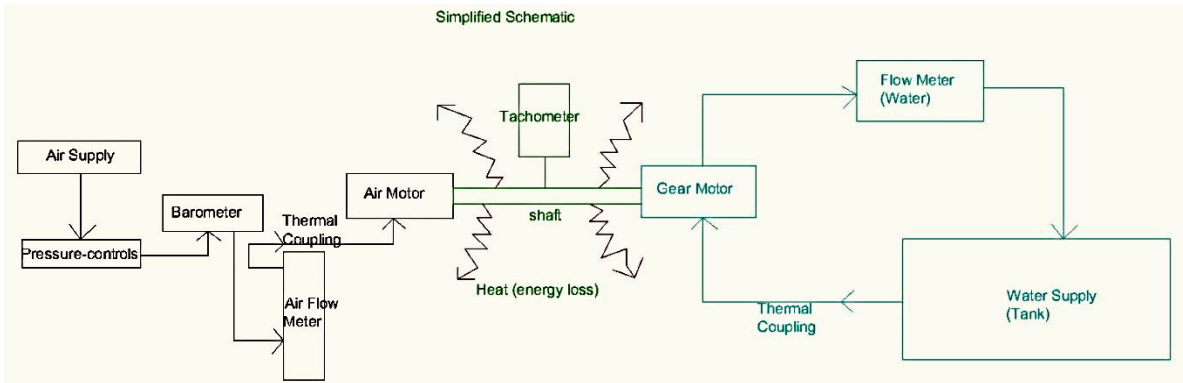 Simplified Schematic
Air Supply
Pressure-controls
Barometer
Thermal
Coupling
Air Flow
Meter
Air Motor
Tachometer
shaft
Heat (energy loss)
Gear Motor
Flow Meter
(Water)
Thermal
Coupling
Water Supply
(Tank)